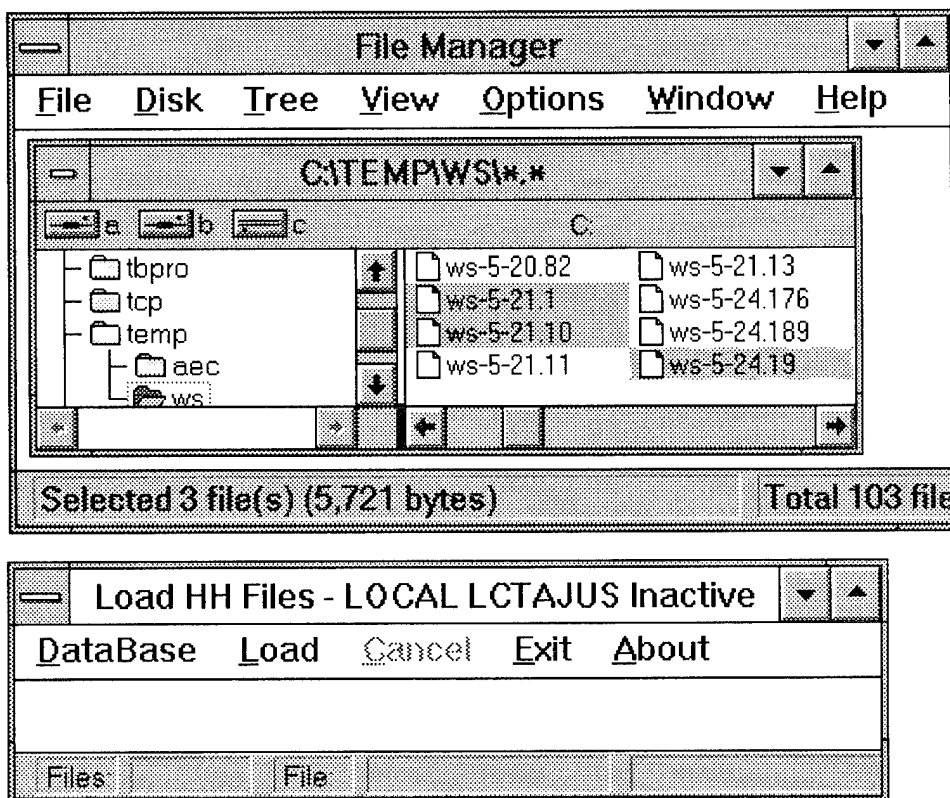 File Manager
File Disk Tree View Options Window Help
C:\TEMP\WS\*.*
a b c C:
tbpro
tcp
temp
aec
ws
ws-5-20.82 ws-5-21.13
ws-5-21.1 ws-5-24.176
ws-5-21.10 ws-5-24.189
ws-5-21.11 ws-5-24.19
Selected 3 file(s) (5,721 bytes) Total 103 file
Load HH Files - LOCAL LCTAJUS Inactive
DataBase Load Cancel Exit About
Files File